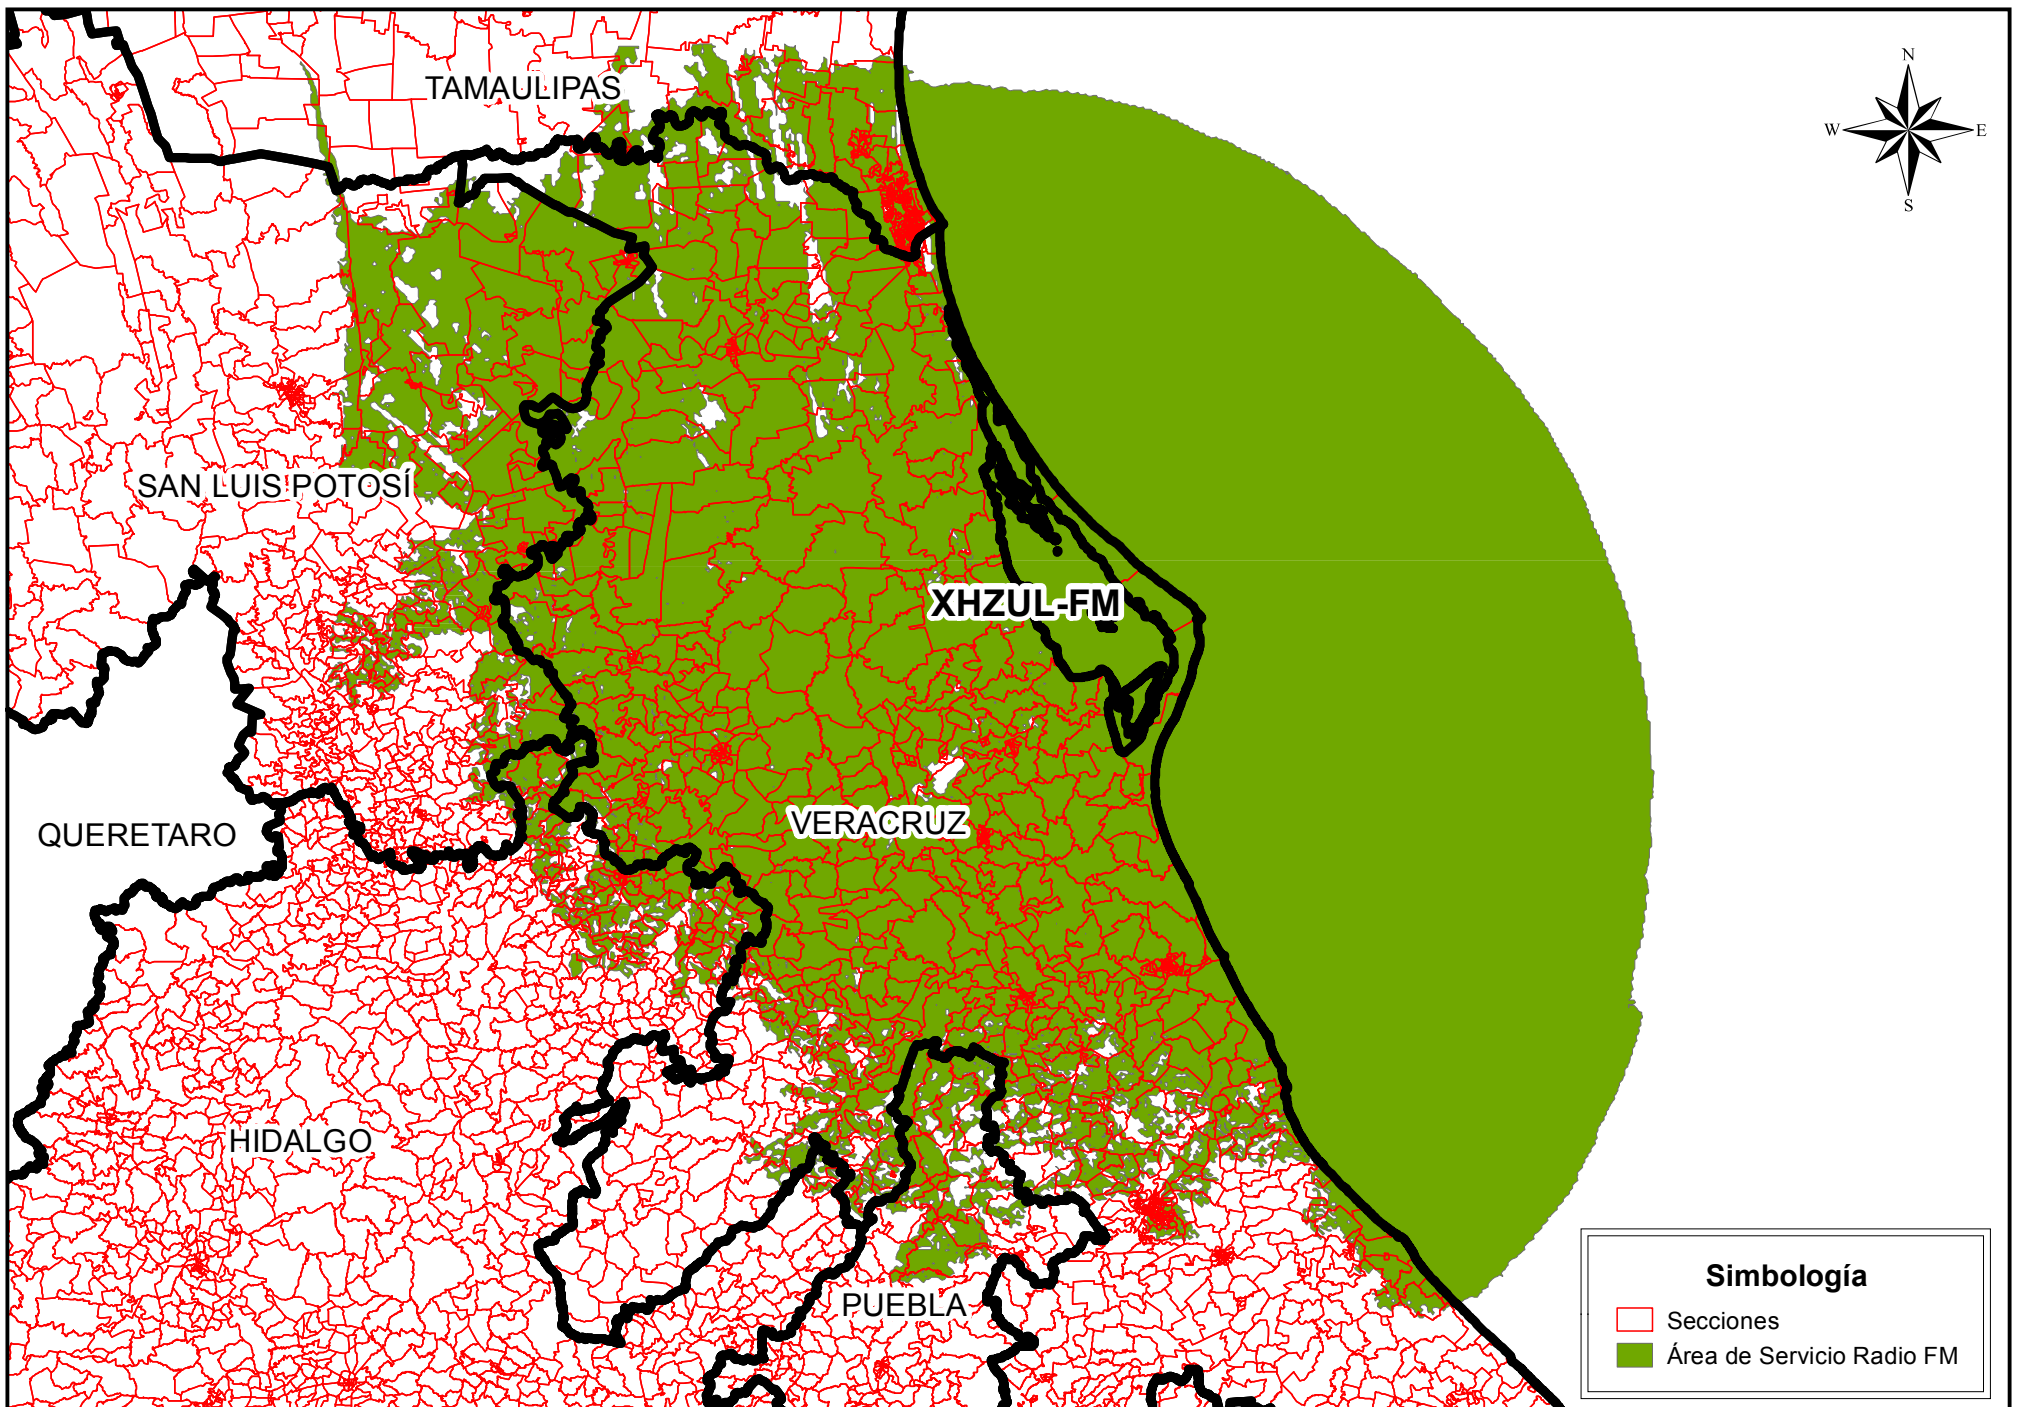 TAMAULIPAS
N
W
E
S
SAN LUIS POTOSÍ
XHZUL-FM
VERACRUZ
QUERETARO
HIDALGO
PUEBLA
Simbología
Secciones
Área de Servicio Radio FM